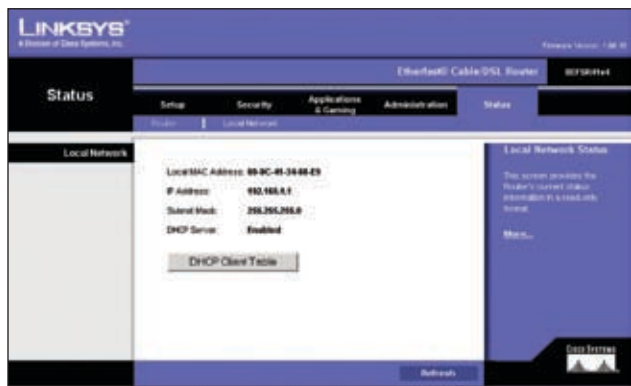 LINKSYS®
A Division of Cisco Systems, Inc.
EtherFast® Cable/DSL Router
BEFSR41v4
Status
Setup
Security
Applications & Gaming
Administration
Status
Router
Local Network
Local Network
Local MAC Address:
IP Address: 192.168.1.1
Subnet Mask: 255.255.255.0
DHCP Server: Enabled
DHCP Client Table
Local Network Status
This screen provides the
Router's current status
information in a read-only
format.
More...
Refresh
CISCO SYSTEMS